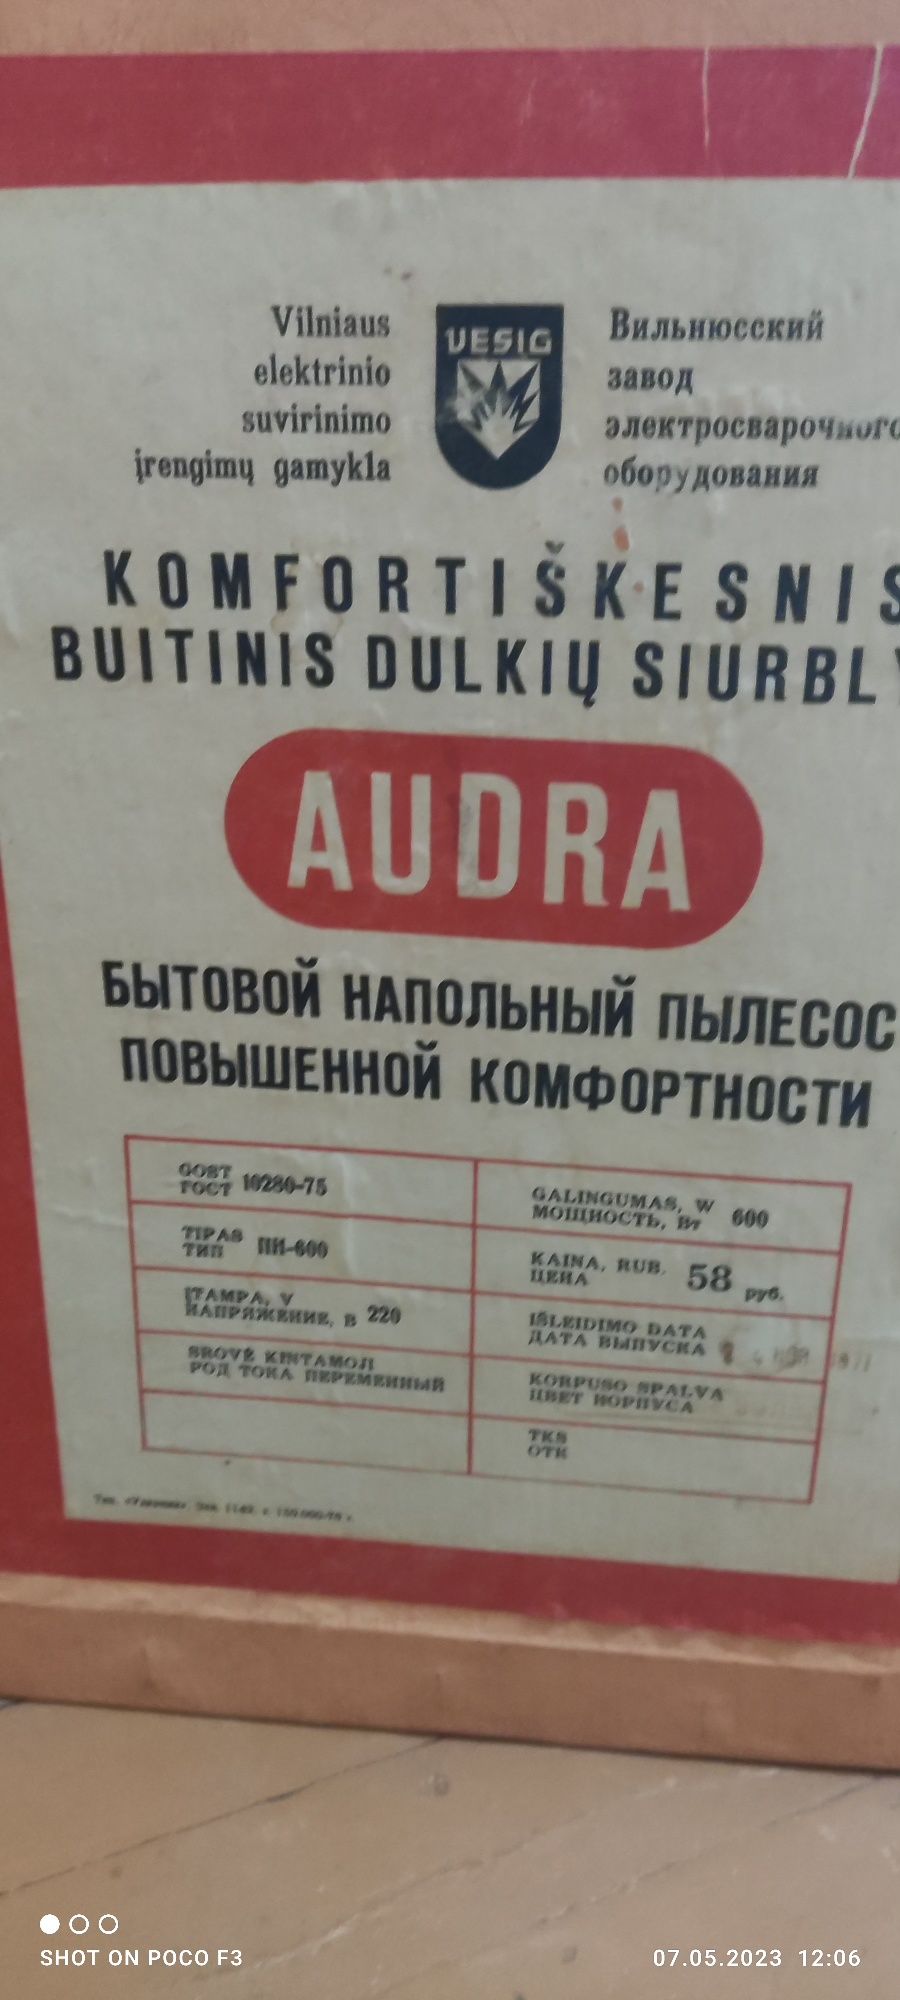 Vilniaus
elektrinio
suvirinimo
įrengimų gamykla
VESIG
Вильнюсский
завод
электросварочного
оборудования
KOMFORTIŠKESNIS
BUITINIS DULKIŲ SIURBLY
AUDRA
БЫТОВОЙ НАПОЛЬНЫЙ ПЫЛЕСОС
ПОВЫШЕННОЙ КОМФОРТНОСТИ
GOST
ГОСТ 10280-75
GALINGUMAS, W
МОЩНОСТЬ, Вт 600
TIPAS
ТИП ПН-600
KAINA, RUB.
ЦЕНА 58 руб.
ĮTAMPA, V
НАПРЯЖЕНИЕ, В 220
IŠLEIDIMO DATA
ДАТА ВЫПУСКА
SROVĖ KINTAMOJI
РОД ТОКА ПЕРЕМЕННЫЙ
KORPUSO SPALVA
ЦВЕТ КОРПУСА
TKS
ОТК
SHOT ON POCO F3
07.05.2023 12:06